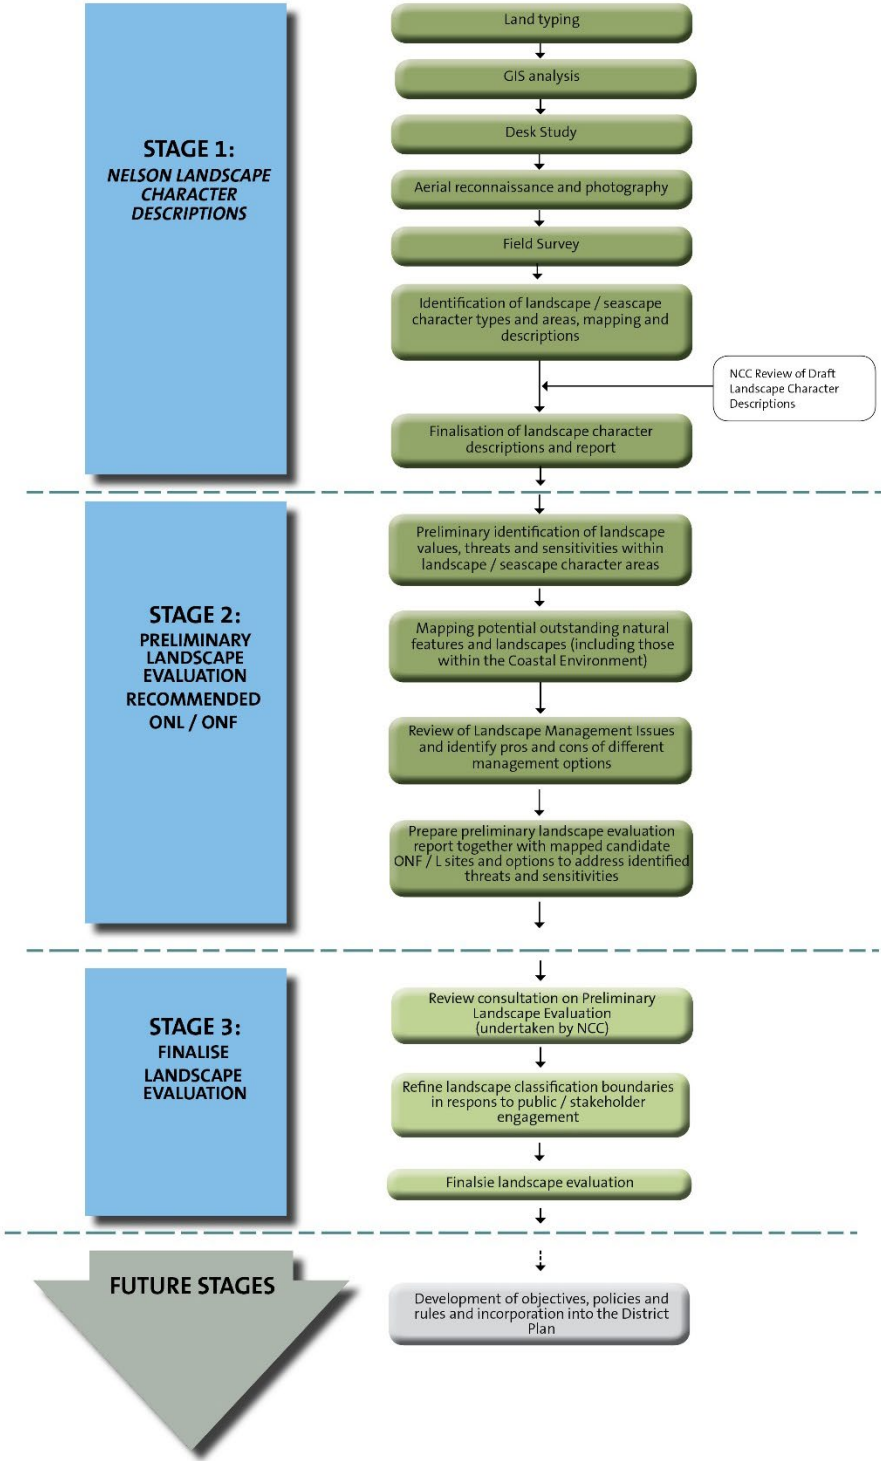 STAGE 1:
NELSON LANDSCAPE
CHARACTER
DESCRIPTIONS
Land typing
GIS analysis
Desk Study
Aerial reconnaissance and photography
Field Survey
Identification of landscape / seascape
character types and areas, mapping and
descriptions
NCC Review of Draft
Landscape Character
Descriptions
Finalisation of landscape character
descriptions and report
STAGE 2:
PRELIMINARY
LANDSCAPE
EVALUATION
RECOMMENDED
ONL / ONF
Preliminary identification of landscape
values, threats and sensitivities within
landscape / seascape character areas
Mapping potential outstanding natural
features and landscapes (including those
within the Coastal Environment)
Review of Landscape Management Issues
and identify pros and cons of different
management options
Prepare preliminary landscape evaluation
report together with mapped candidate
ONF / L sites and options to address identified
threats and sensitivities
STAGE 3:
FINALISE
LANDSCAPE
EVALUATION
Review consultation on Preliminary
Landscape Evaluation
(undertaken by NCC)
Refine landscape classification boundaries
in respons to public / stakeholder
engagement
Finalsie landscape evaluation
FUTURE STAGES
Development of objectives, policies and
rules and incorporation into the District
Plan